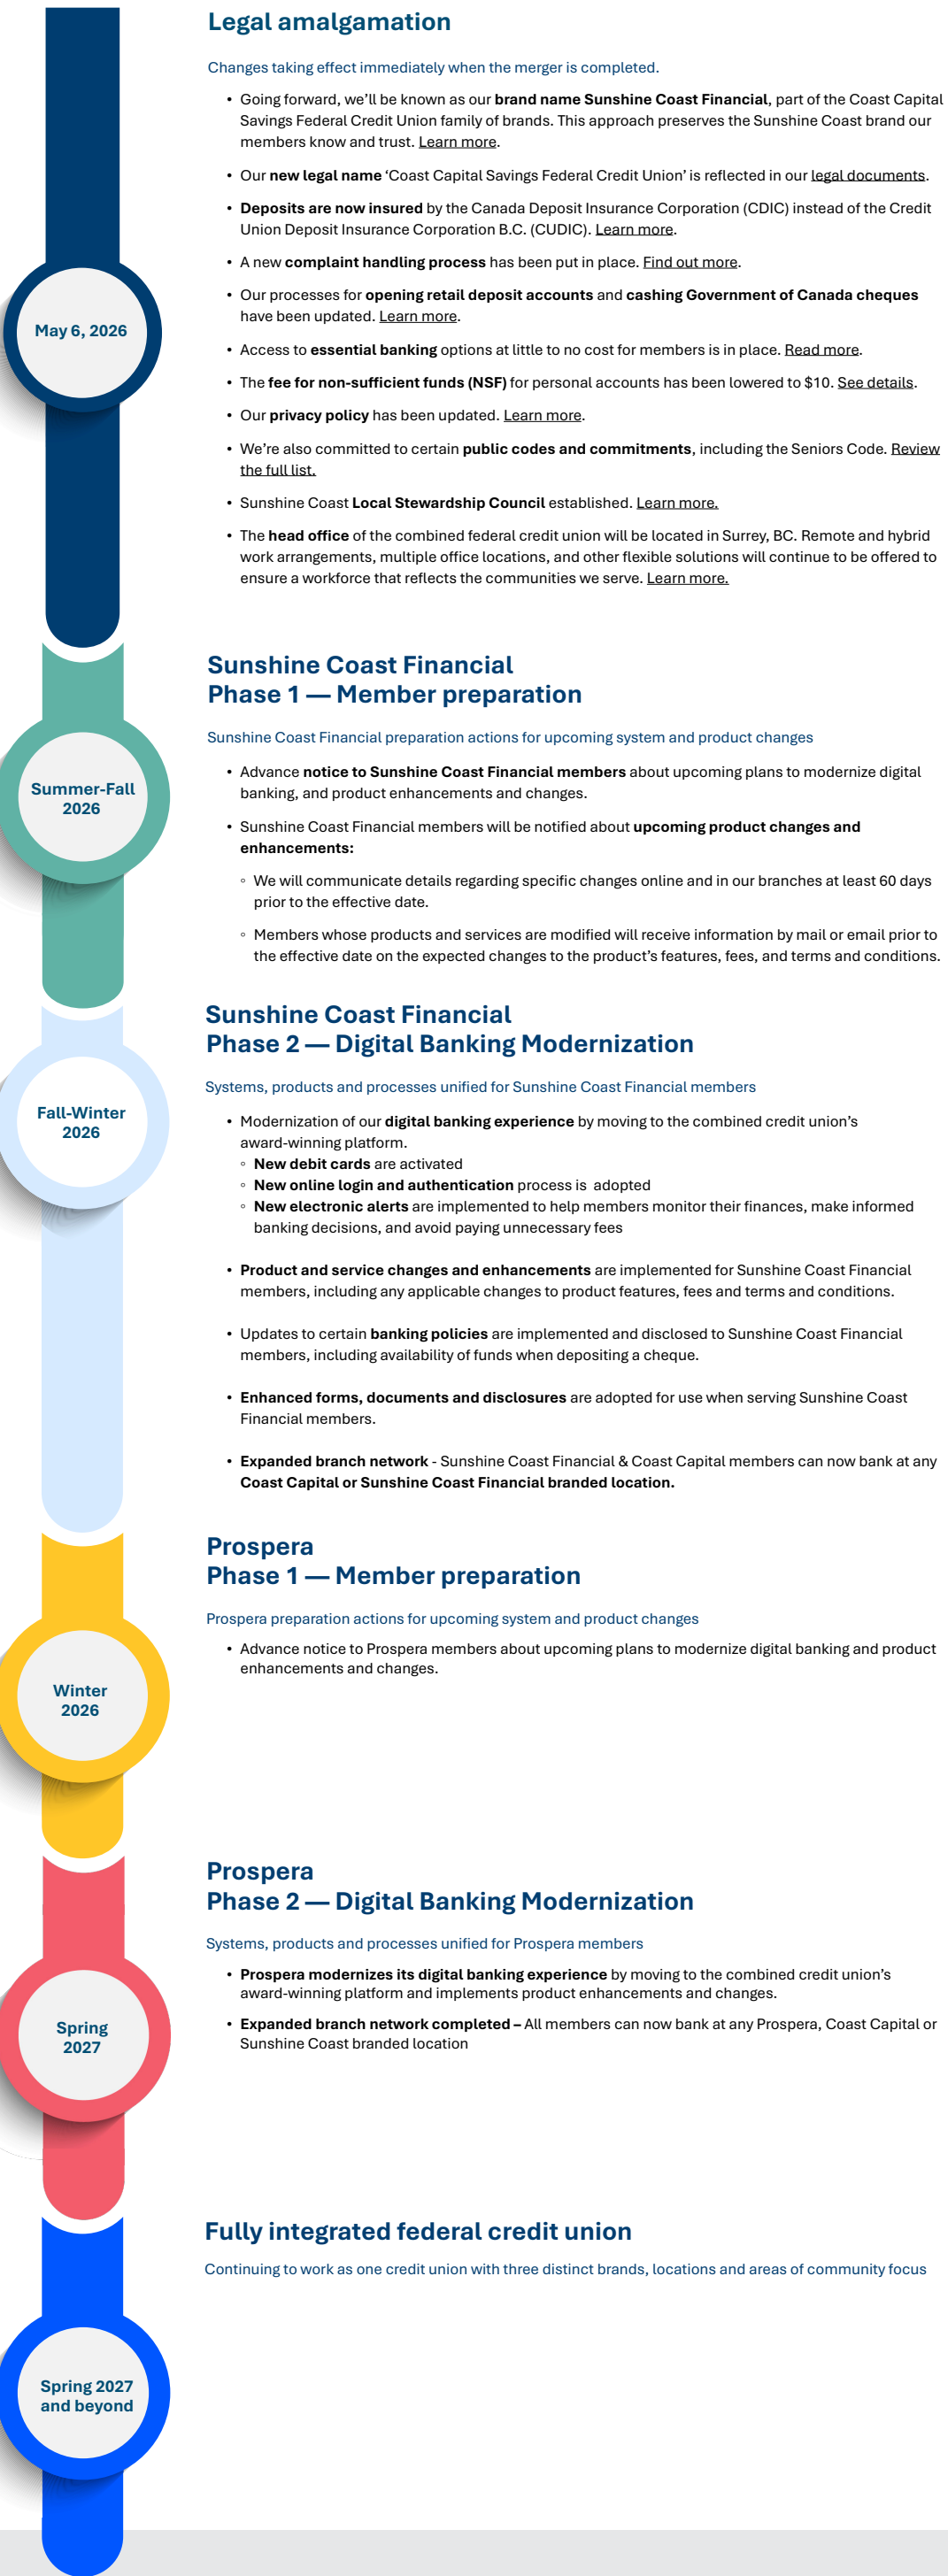 Legal amalgamation
Changes taking effect immediately when the merger is completed.
• Going forward, we’ll be known as our brand name Sunshine Coast Financial, part of the Coast Capital
Savings Federal Credit Union family of brands. This approach preserves the Sunshine Coast brand our
members know and trust. Learn more.
• Our new legal name ‘Coast Capital Savings Federal Credit Union’ is reflected in our legal documents.
• Deposits are now insured by the Canada Deposit Insurance Corporation (CDIC) instead of the Credit
Union Deposit Insurance Corporation B.C. (CUDIC). Learn more.
• A new complaint handling process has been put in place. Find out more.
• Our processes for opening retail deposit accounts and cashing Government of Canada cheques
have been updated. Learn more.
May 6, 2026
• Access to essential banking options at little to no cost for members is in place. Read more.
• The fee for non-sufficient funds (NSF) for personal accounts has been lowered to $10. See details.
• Our privacy policy has been updated. Learn more.
• We’re also committed to certain public codes and commitments, including the Seniors Code. Review
the full list.
• Sunshine Coast Local Stewardship Council established. Learn more.
• The head office of the combined federal credit union will be located in Surrey, BC. Remote and hybrid
work arrangements, multiple office locations, and other flexible solutions will continue to be offered to
ensure a workforce that reflects the communities we serve. Learn more.
Sunshine Coast Financial
Phase 1 — Member preparation
Sunshine Coast Financial preparation actions for upcoming system and product changes
Summer-Fall
2026
• Advance notice to Sunshine Coast Financial members about upcoming plans to modernize digital
banking, and product enhancements and changes.
• Sunshine Coast Financial members will be notified about upcoming product changes and
enhancements:
◦ We will communicate details regarding specific changes online and in our branches at least 60 days
prior to the effective date.
◦ Members whose products and services are modified will receive information by mail or email prior to
the effective date on the expected changes to the product’s features, fees, and terms and conditions.
Sunshine Coast Financial
Phase 2 — Digital Banking Modernization
Systems, products and processes unified for Sunshine Coast Financial members
Fall-Winter
2026
• Modernization of our digital banking experience by moving to the combined credit union’s
award-winning platform.
◦ New debit cards are activated
◦ New online login and authentication process is adopted
◦ New electronic alerts are implemented to help members monitor their finances, make informed
banking decisions, and avoid paying unnecessary fees
• Product and service changes and enhancements are implemented for Sunshine Coast Financial
members, including any applicable changes to product features, fees and terms and conditions.
• Updates to certain banking policies are implemented and disclosed to Sunshine Coast Financial
members, including availability of funds when depositing a cheque.
• Enhanced forms, documents and disclosures are adopted for use when serving Sunshine Coast
Financial members.
• Expanded branch network - Sunshine Coast Financial & Coast Capital members can now bank at any
Coast Capital or Sunshine Coast Financial branded location.
Prospera
Phase 1 — Member preparation
Prospera preparation actions for upcoming system and product changes
• Advance notice to Prospera members about upcoming plans to modernize digital banking and product
enhancements and changes.
Winter
2026
Prospera
Phase 2 — Digital Banking Modernization
Systems, products and processes unified for Prospera members
• Prospera modernizes its digital banking experience by moving to the combined credit union’s
award-winning platform and implements product enhancements and changes.
• Expanded branch network completed – All members can now bank at any Prospera, Coast Capital or
Sunshine Coast branded location
Spring
2027
Fully integrated federal credit union
Continuing to work as one credit union with three distinct brands, locations and areas of community focus
Spring 2027
and beyond